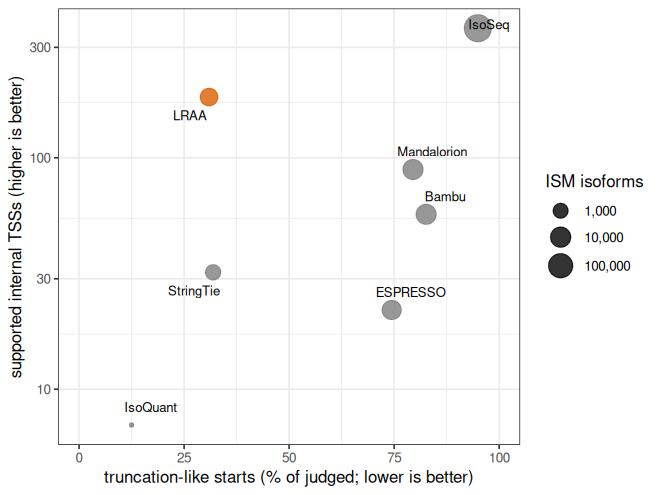 IsoSeq
300
LRAA
ISM isoforms
Mandalorion
100
1,000
Bambu
10,000
100,000
30
StringTie
ESPRESSO
10
IsoQuant
0
25
50
75
100
truncation-like starts (% of judged; lower is better)
supported internal TSSs (higher is better)